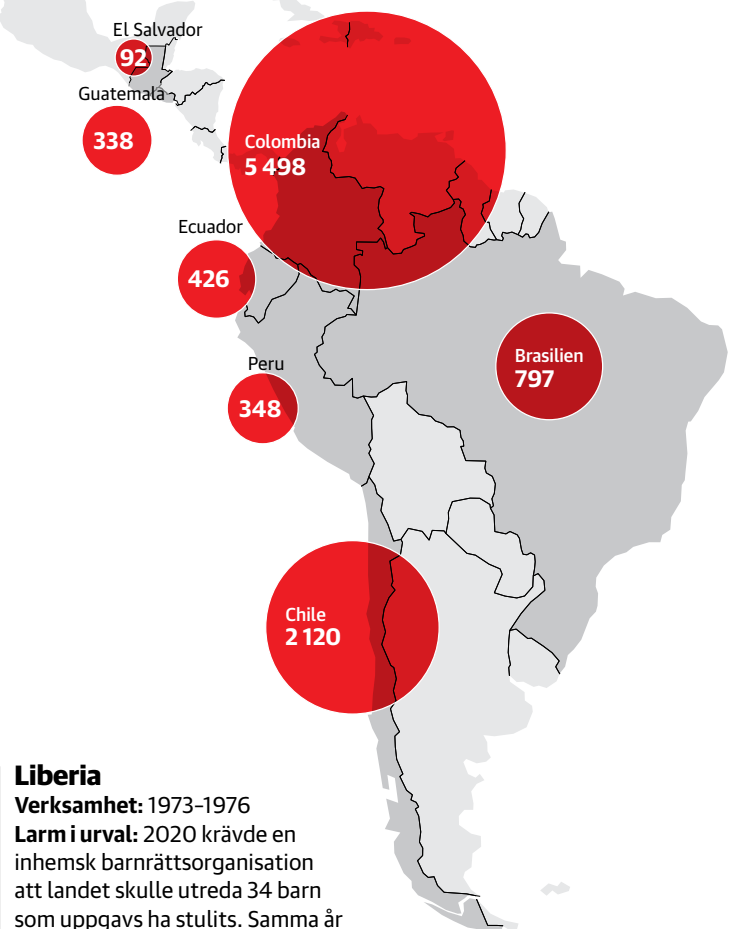 El Salvador
92
Guatemala
338
Colombia
5 498
Ecuador
426
Brasilien
797
Peru
348
Chile
2 120
Liberia
Verksamhet: 1973–1976
Larm i urval: 2020 krävde en
inhemsk barnrättsorganisation
att landet skulle utreda 34 barn
som uppgavs ha stulits. Samma år